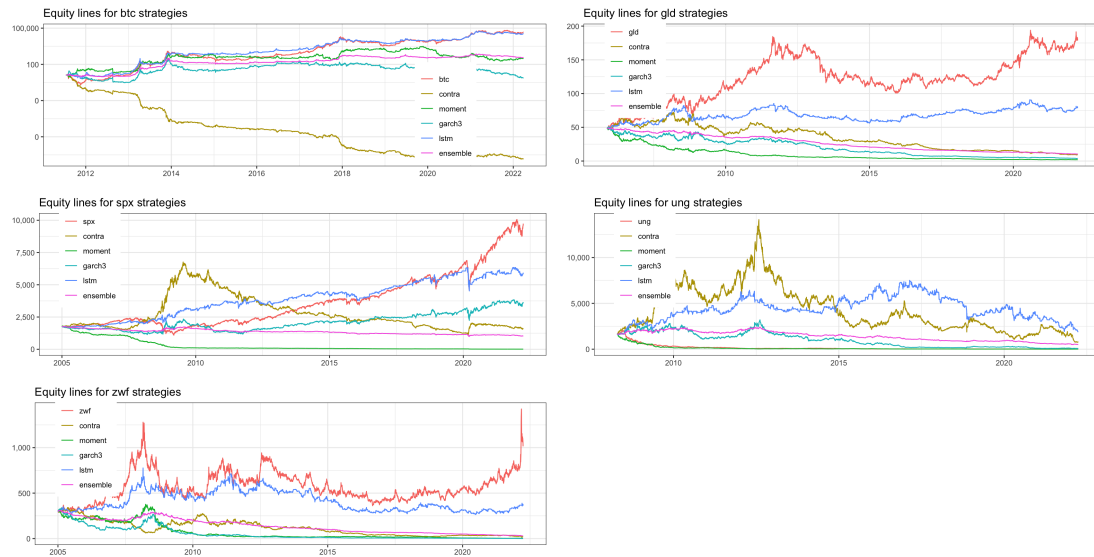 Equity lines for btc strategies
100,000
100
0
0
btc
contra
moment
garch3
lstm
ensemble
2012
2014
2016
2018
2020
2022
Equity lines for gld strategies
200
150
100
50
0
gld
contra
moment
garch3
lstm
ensemble
2010
2015
2020
Equity lines for spx strategies
10,000
7,500
5,000
2,500
0
spx
contra
moment
garch3
lstm
ensemble
2005
2010
2015
2020
Equity lines for ung strategies
10,000
5,000
0
ung
contra
moment
garch3
lstm
ensemble
2010
2015
2020
Equity lines for zwf strategies
1,000
500
0
zwf
contra
moment
garch3
lstm
ensemble
2005
2010
2015
2020